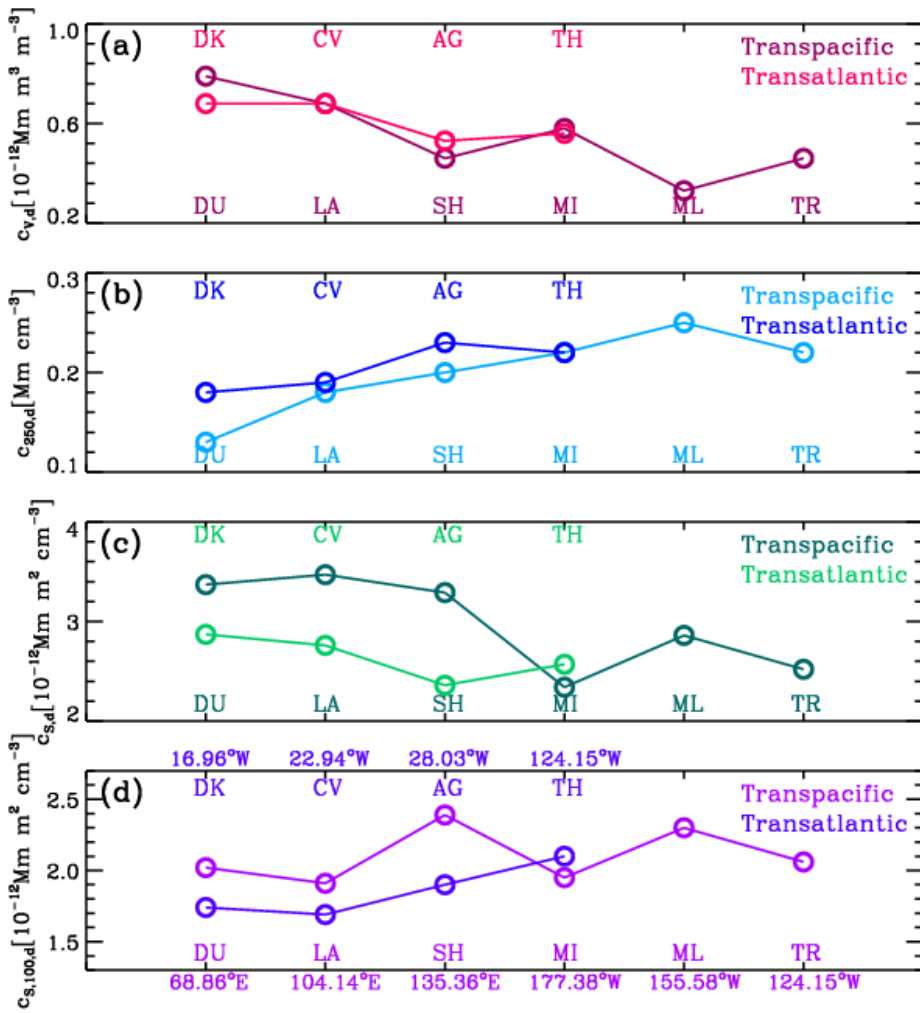 1.0
(a)
DK CV AG TH
Transpacific
Transatlantic
0.6
0.2
DU LA SH MI ML TR
c_V,d[10⁻¹²Mm m³ m⁻³]
0.3
(b)
DK CV AG TH
Transpacific
Transatlantic
0.2
0.1
DU LA SH MI ML TR
c_250,d[Mm cm⁻³]
4
(c)
DK CV AG TH
Transpacific
Transatlantic
3
2
DU LA SH MI ML TR
c_S,d[10⁻¹²Mm m² cm⁻³]
16.96°W 22.94°W 28.03°W 124.15°W
(d)
DK CV AG TH
Transpacific
Transatlantic
2.5
2.0
1.5
DU LA SH MI ML TR
68.86°E 104.14°E 135.36°E 177.38°W 155.58°W 124.15°W
c_S,100,d[10⁻¹²Mm m² cm⁻³]